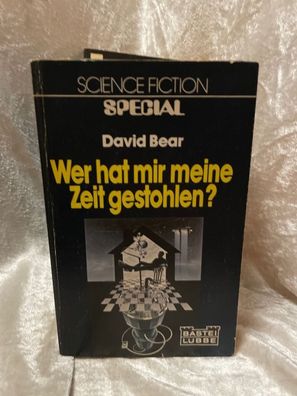 SCIENCE FICTION
SPECIAL
David Bear
Wer hat mir meine
Zeit gestohlen?
BASTEI
LÜBBE